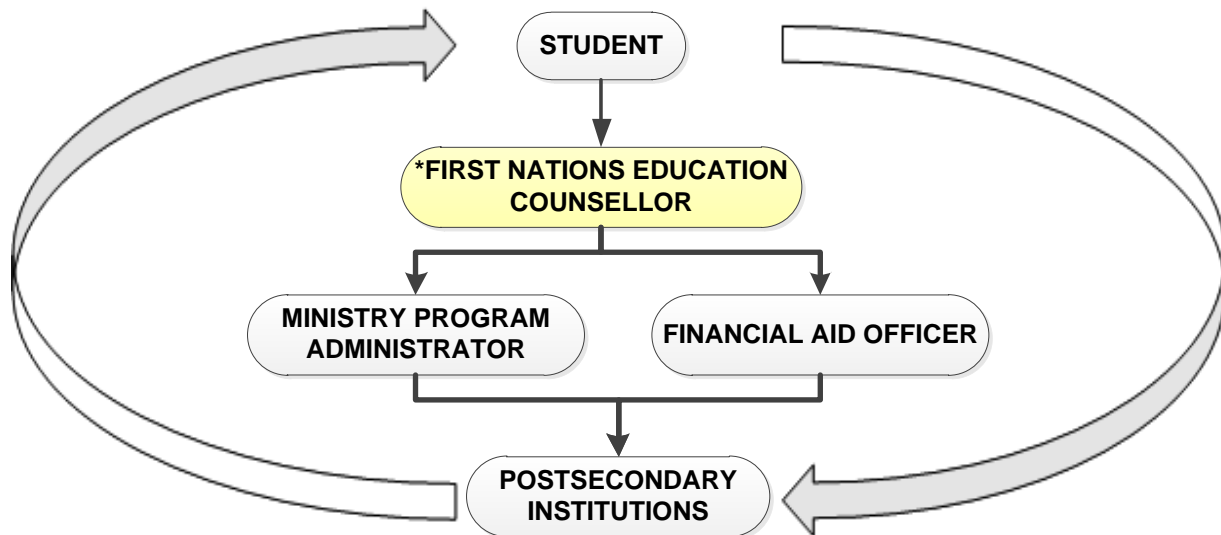 STUDENT
*FIRST NATIONS EDUCATION
COUNSELLOR
MINISTRY PROGRAM
ADMINISTRATOR
FINANCIAL AID OFFICER
POSTSECONDARY
INSTITUTIONS